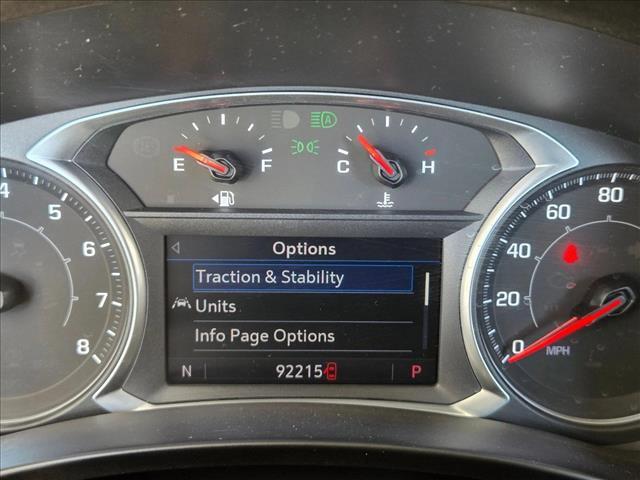 A
E F C H
4
5
6
7
8
Options
Traction & Stability
Units
Info Page Options
N 92215 P
0
20
40
60
80
MPH